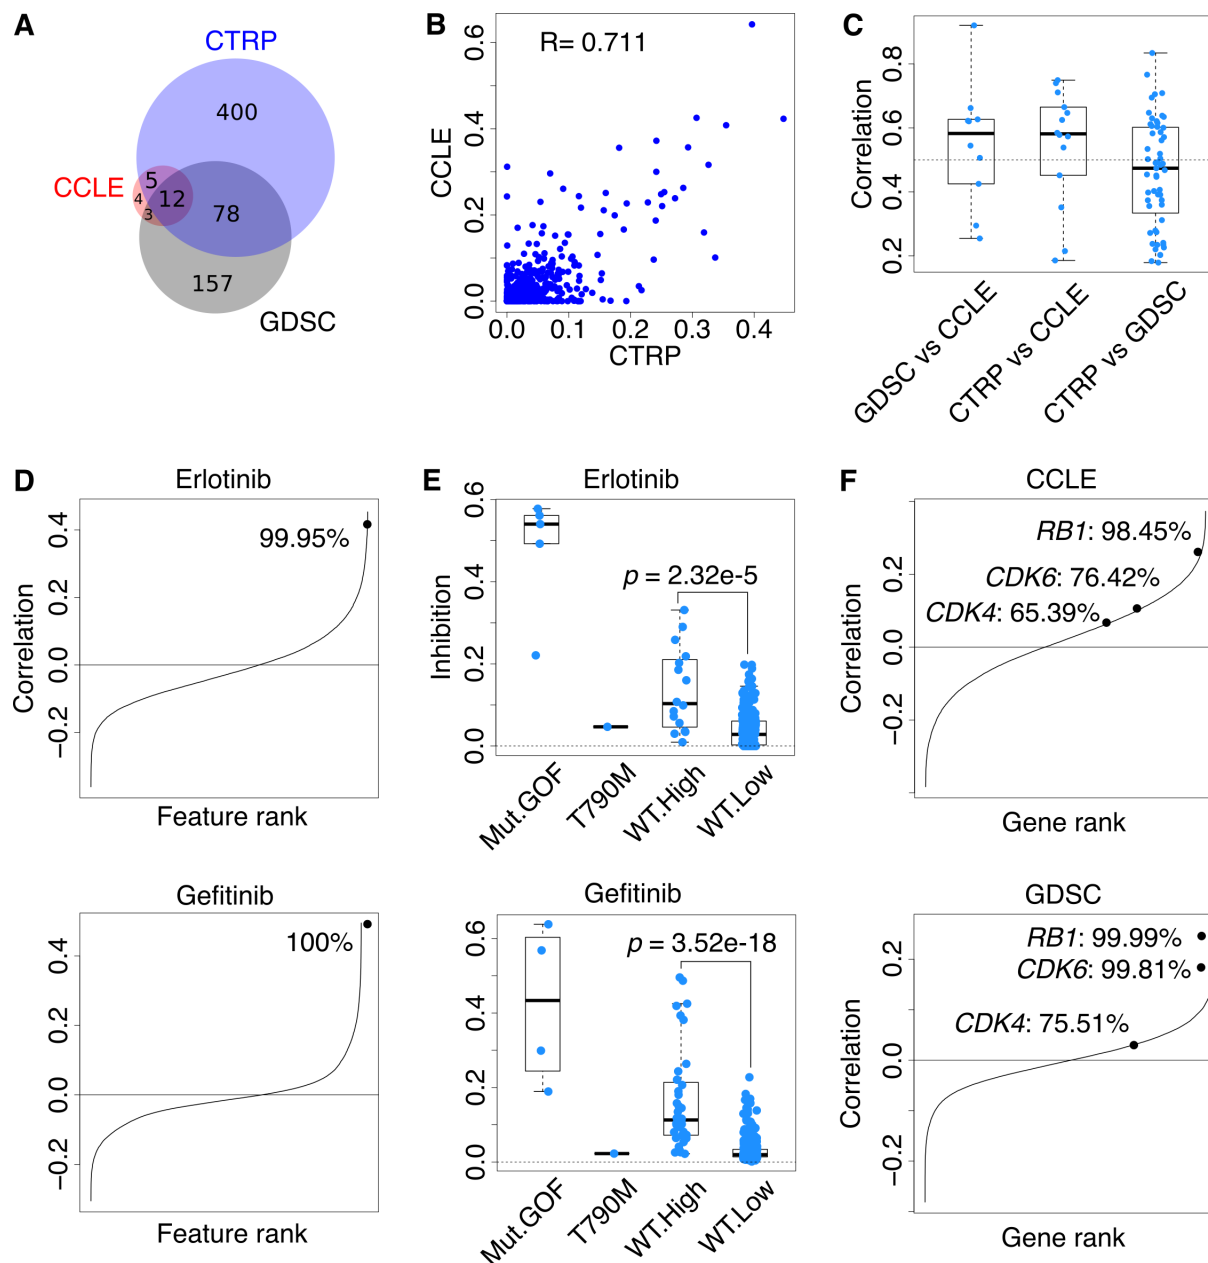 A
CTRP
400
CCLE
5
4
12
3
78
157
GDSC
B
R= 0.711
CCLE
0.0
0.2
0.4
0.6
0.0 0.1 0.2 0.3 0.4
CTRP
C
Correlation
0.2
0.4
0.6
0.8
GDSC vs CCLE
CTRP vs CCLE
CTRP vs GDSC
D
Erlotinib
99.95%
Correlation
−0.2
0.0
0.2
0.4
Feature rank
Gefitinib
100%
−0.2
0.0
0.2
0.4
Feature rank
E
Erlotinib
p = 2.32e-5
Inhibition
0.0
0.2
0.4
0.6
Mut.GOF
T790M
WT.High
WT.Low
Gefitinib
p = 3.52e-18
0.0
0.2
0.4
0.6
Mut.GOF
T790M
WT.High
WT.Low
F
CCLE
RB1: 98.45%
CDK6: 76.42%
CDK4: 65.39%
−0.2
0.0
0.2
Gene rank
GDSC
RB1: 99.99%
CDK6: 99.81%
CDK4: 75.51%
Correlation
−0.2
0.0
0.2
Gene rank